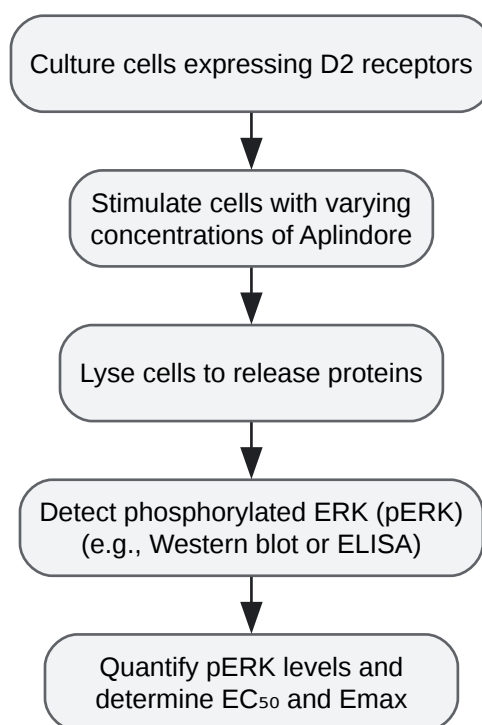 Culture cells expressing D2 receptors
Stimulate cells with varying
concentrations of Aplindore
Lyse cells to release proteins
Detect phosphorylated ERK (pERK)
(e.g., Western blot or ELISA)
Quantify pERK levels and
determine EC₅₀ and Emax